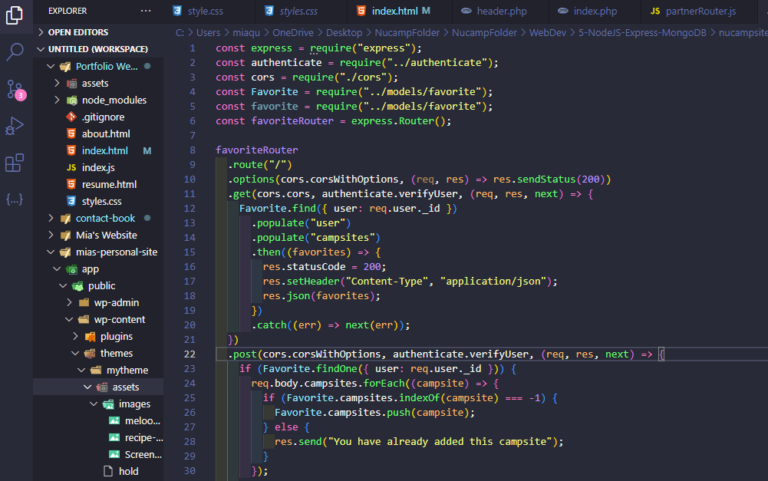 EXPLORER ···
style.css
styles.css
index.html M
header.php
index.php
JS partnerRouter.js
C: > Users > miaqu > OneDrive > Desktop > NucampFolder > NucampFolder > WebDev > 5-NodeJS-Express-MongoDB > nucampsite
OPEN EDITORS
UNTITLED (WORKSPACE)
Portfolio We...
assets
node_modules
.gitignore
about.html
index.html M
JS index.js
resume.html
styles.css
contact-book
Mia's Website
mias-personal-site
app
public
wp-admin
wp-content
plugins
themes
mytheme
assets
images
meloo...
recipe-...
Screen...
hold
3
{...}
1 const express = require("express");
2 const authenticate = require("../authenticate");
3 const cors = require("./cors");
4 const Favorite = require("../models/favorite");
5 const favorite = require("../models/favorite");
6 const favoriteRouter = express.Router();
7
8 favoriteRouter
9 .route("/")
10 .options(cors.corsWithOptions, (req, res) => res.sendStatus(200))
11 .get(cors.cors, authenticate.verifyUser, (req, res, next) => {
12 Favorite.find({ user: req.user._id })
13 .populate("user")
14 .populate("campsites")
15 .then((favorites) => {
16 res.statusCode = 200;
17 res.setHeader("Content-Type", "application/json");
18 res.json(favorites);
19 })
20 .catch((err) => next(err));
21 })
22 .post(cors.corsWithOptions, authenticate.verifyUser, (req, res, next) => {
23 if (Favorite.findOne({ user: req.user._id })) {
24 req.body.campsites.forEach((campsite) => {
25 if (Favorite.campsites.indexOf(campsite) === -1) {
26 Favorite.campsites.push(campsite);
27 } else {
28 res.send("You have already added this campsite");
29 }
30 });